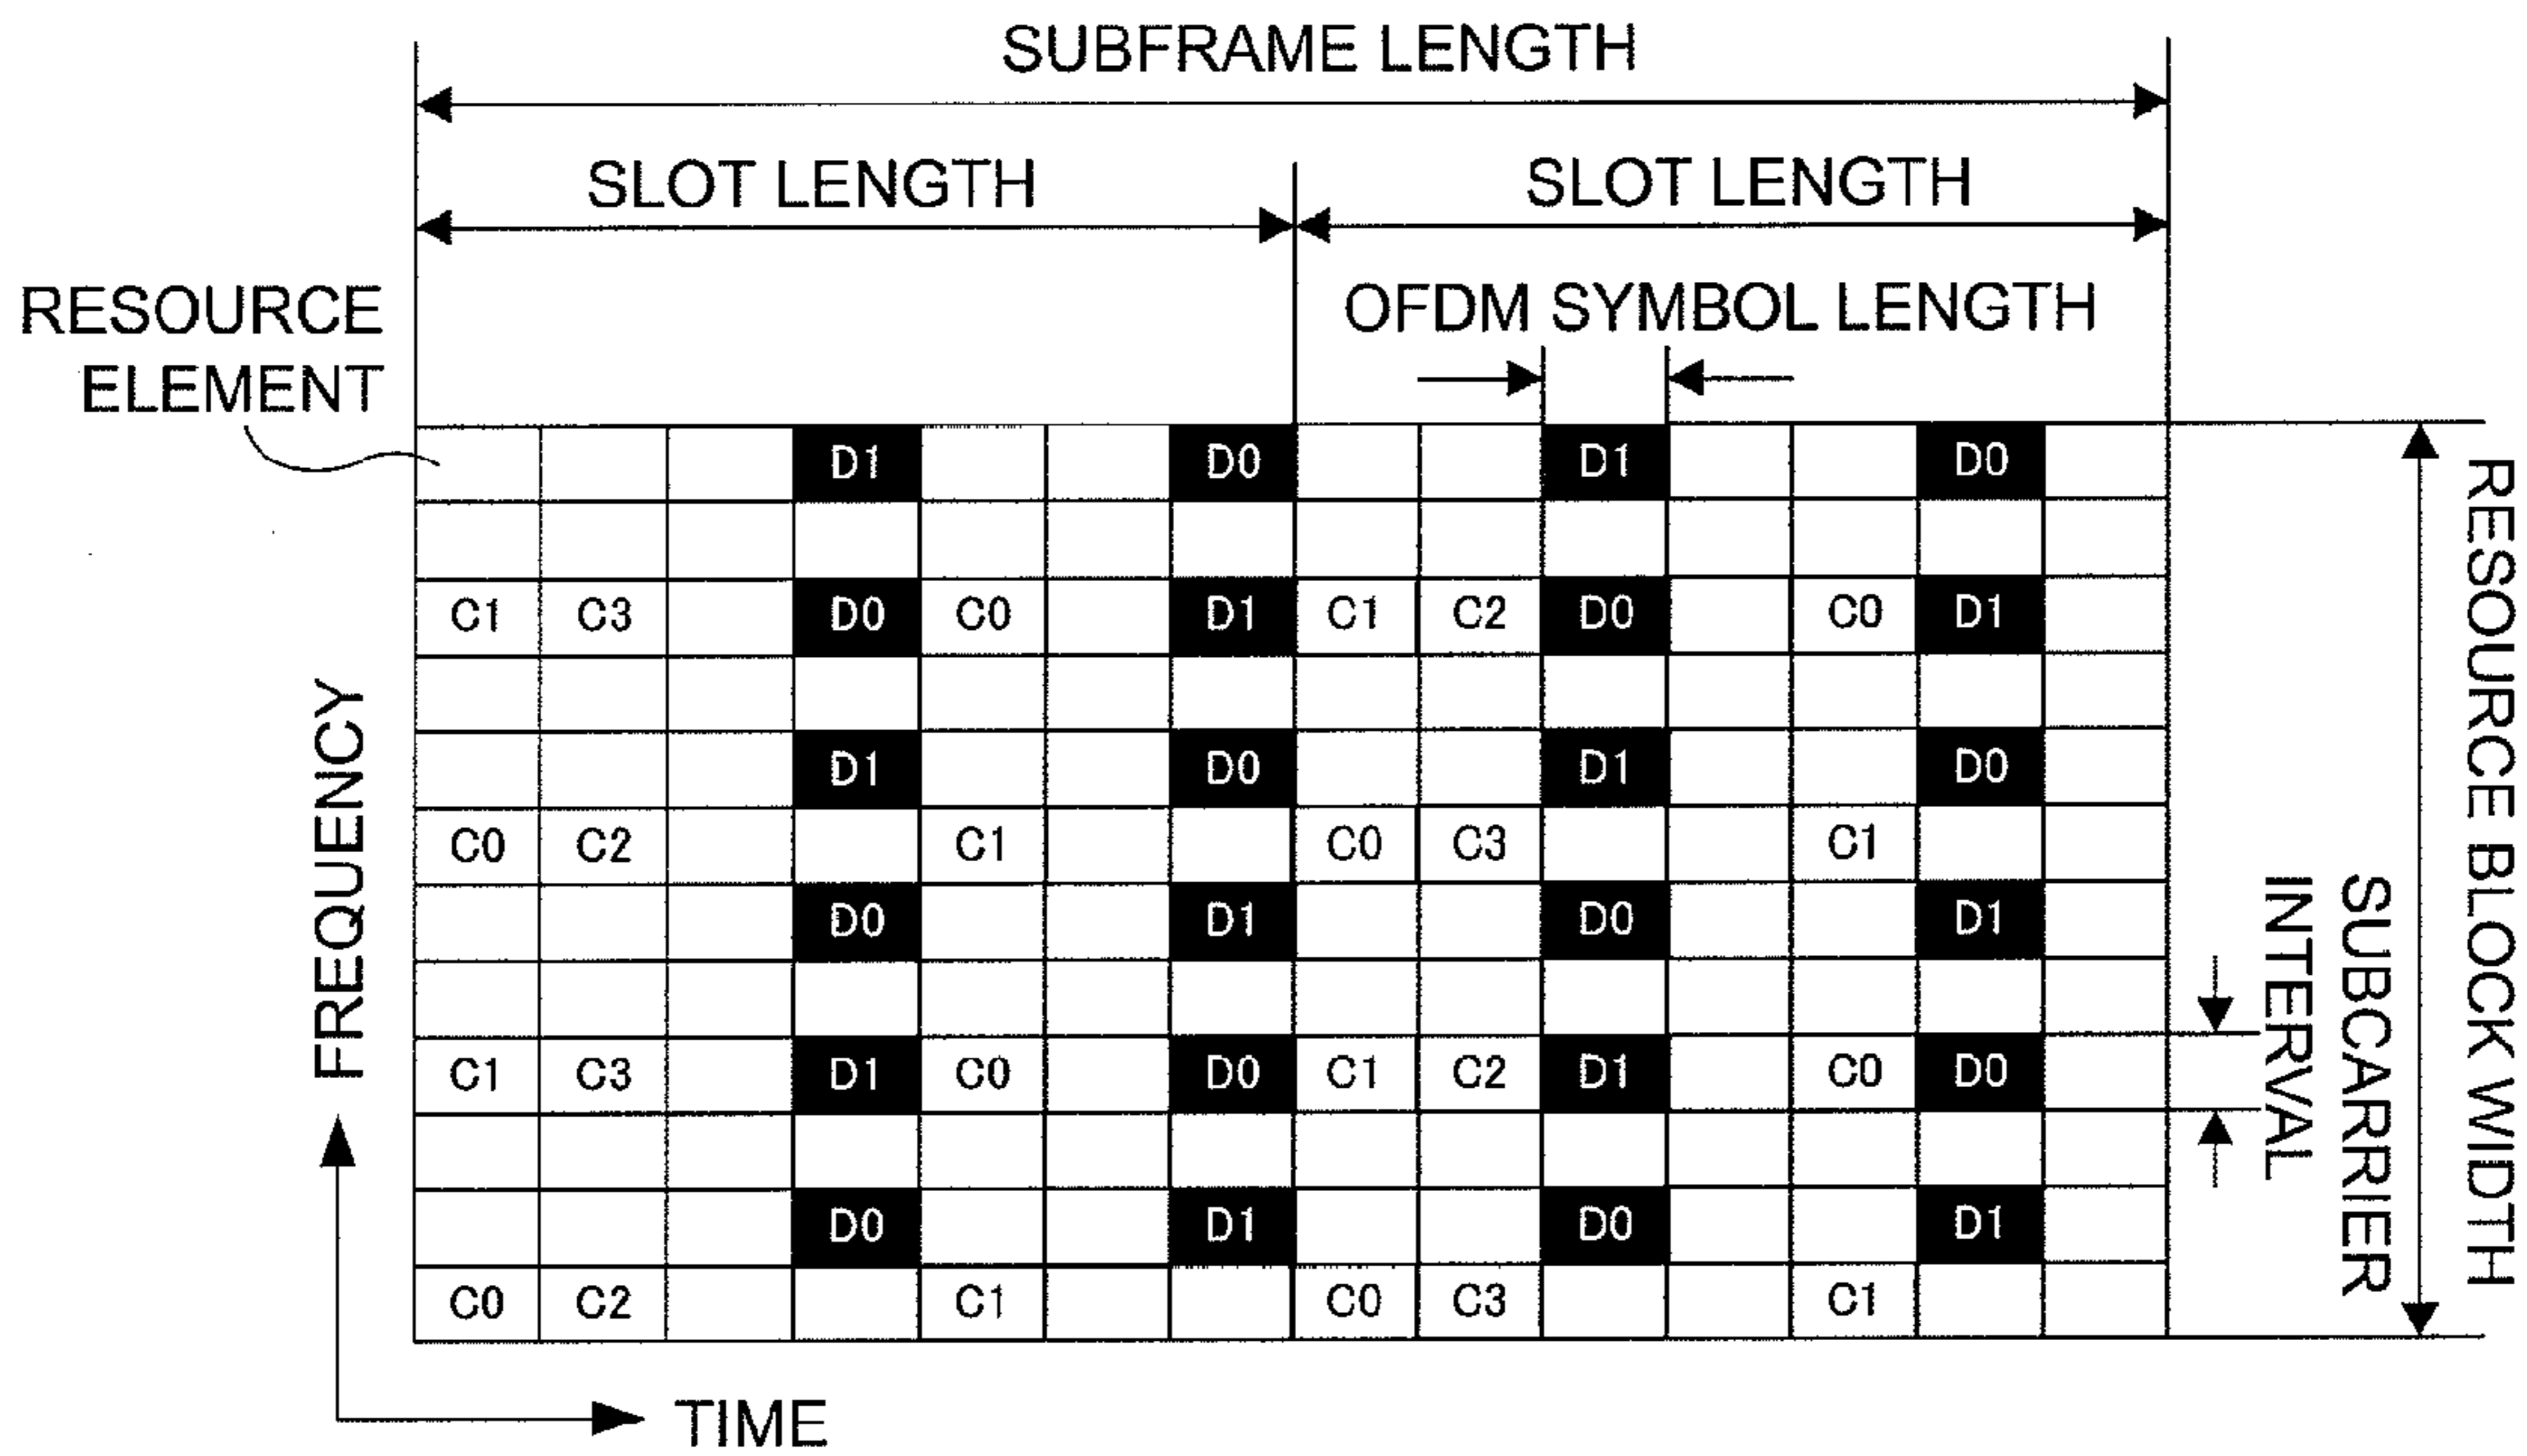 SUBFRAME LENGTH
SLOT LENGTH SLOT LENGTH
RESOURCE
ELEMENT
OFDM SYMBOL LENGTH
D1 D0 D1 D0
C1 C3 D0 C0 D1 C1 C2 D0 C0 D1
D1 D0 D1 D0
C0 C2 C1 C0 C3 C1
D0 D1 D0 D1
C1 C3 D1 C0 D0 C1 C2 D1 C0 D0
D0 D1 D0 D1
C0 C2 C1 C0 C3 C1
FREQUENCY
TIME
SUBCARRIER
INTERVAL
RESOURCE BLOCK WIDTH